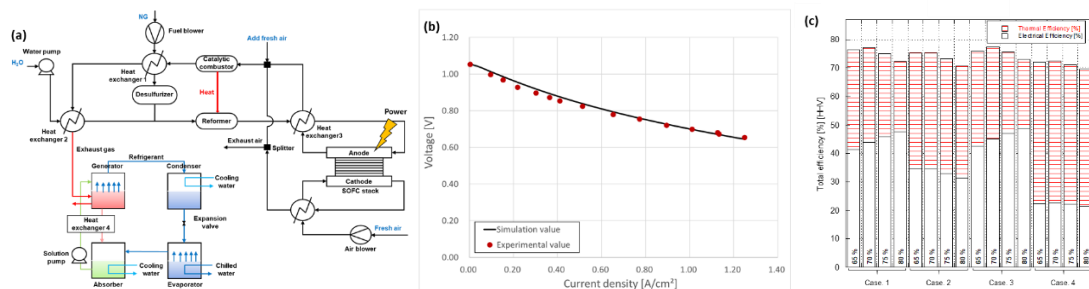 (a)
NG
Fuel blower
Add fresh air
Water pump
H₂O
Heat
exchanger 1
Catalytic
combustor
Desulfurizer
Heat
Reformer
Heat
exchanger 2
Heat
exchanger3
Power
Exhaust gas
Exhaust air
Splitter
Anode
Cathode
SOFC stack
Refrigerant
Generator
Condenser
Cooling
water
Expansion
valve
Heat
exchanger 4
Solution
pump
Cooling
water
Chilled
water
Absorber
Evaporator
Fresh air
Air blower
(b)
Voltage [V]
1.20
1.00
0.80
0.60
0.40
0.20
0.00
Simulation value
Experimental value
0.00 0.20 0.40 0.60 0.80 1.00 1.20 1.40
Current density [A/cm²]
(c)
Thermal Efficiency [%]
Electrical Efficiency [%]
Total efficiency [%] [HHV]
80
70
60
50
40
30
20
10
0
65 % 70 % 75 % 80 % 65 % 70 % 75 % 80 % 65 % 70 % 75 % 80 % 65 % 70 % 75 % 80 %
Case. 1 Case. 2 Case. 3 Case. 4